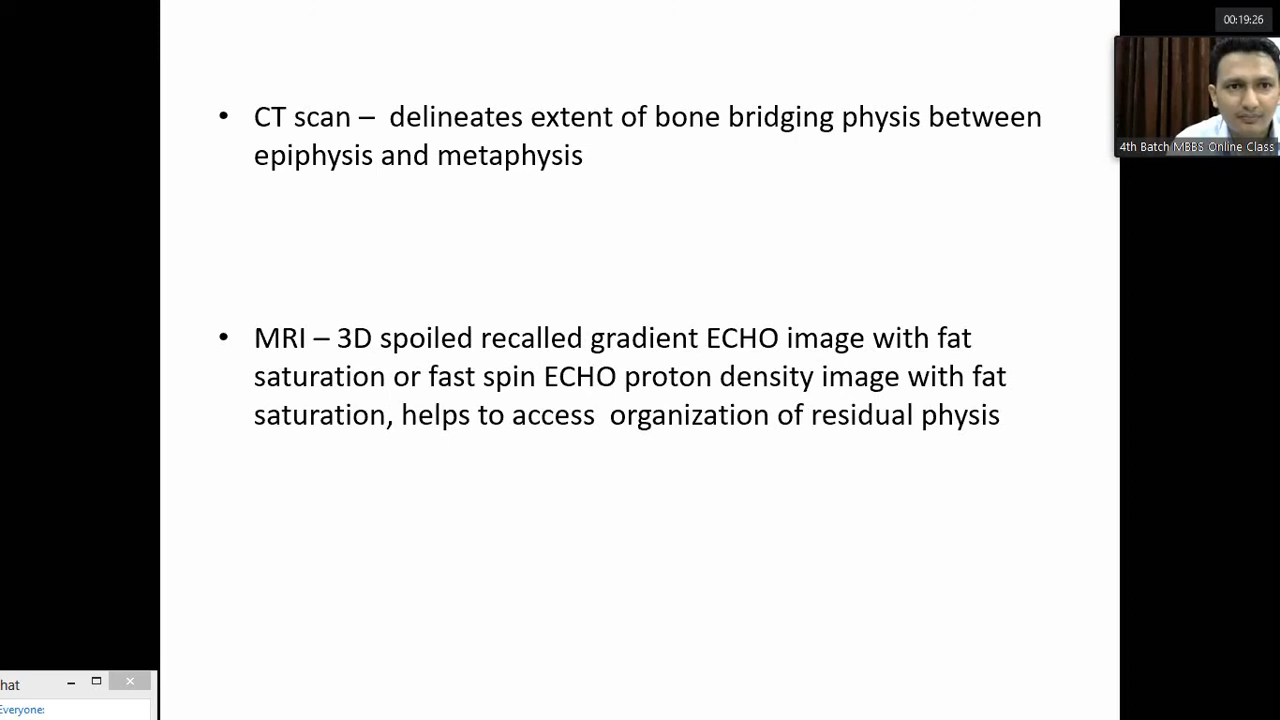 00:19:26
• CT scan –  delineates extent of bone bridging physis between
epiphysis and metaphysis
4th Batch MBBS Online Class
• MRI – 3D spoiled recalled gradient ECHO image with fat
saturation or fast spin ECHO proton density image with fat
saturation, helps to access  organization of residual physis
hat
Everyone: